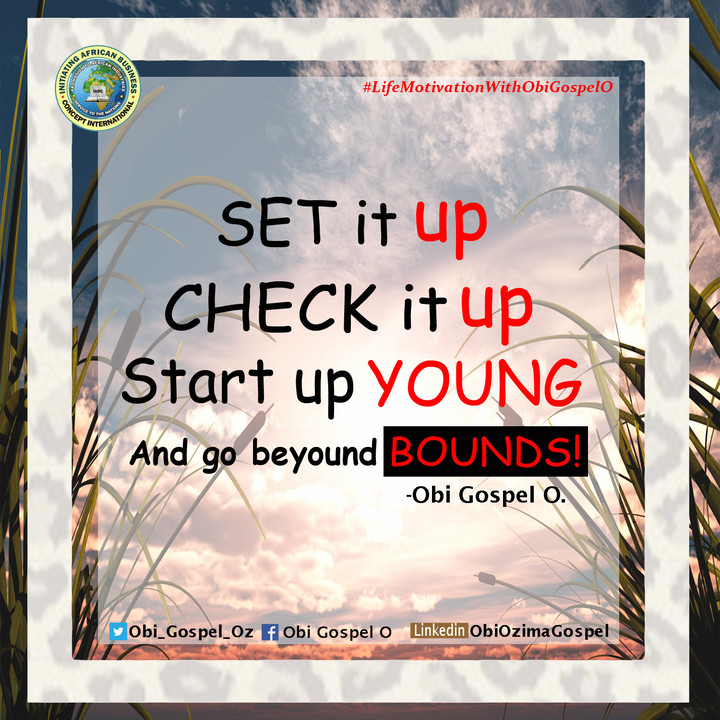 INITIATING AFRICAN BUSINESS
CONCEPT INTERNATIONAL
#LifeMotivationWithObiGospelO
SET it up
CHECK it up
Start up YOUNG
And go beyound BOUNDS!
-Obi Gospel O.
Obi_Gospel_Oz Obi Gospel O Linkedin ObiOzimaGospel